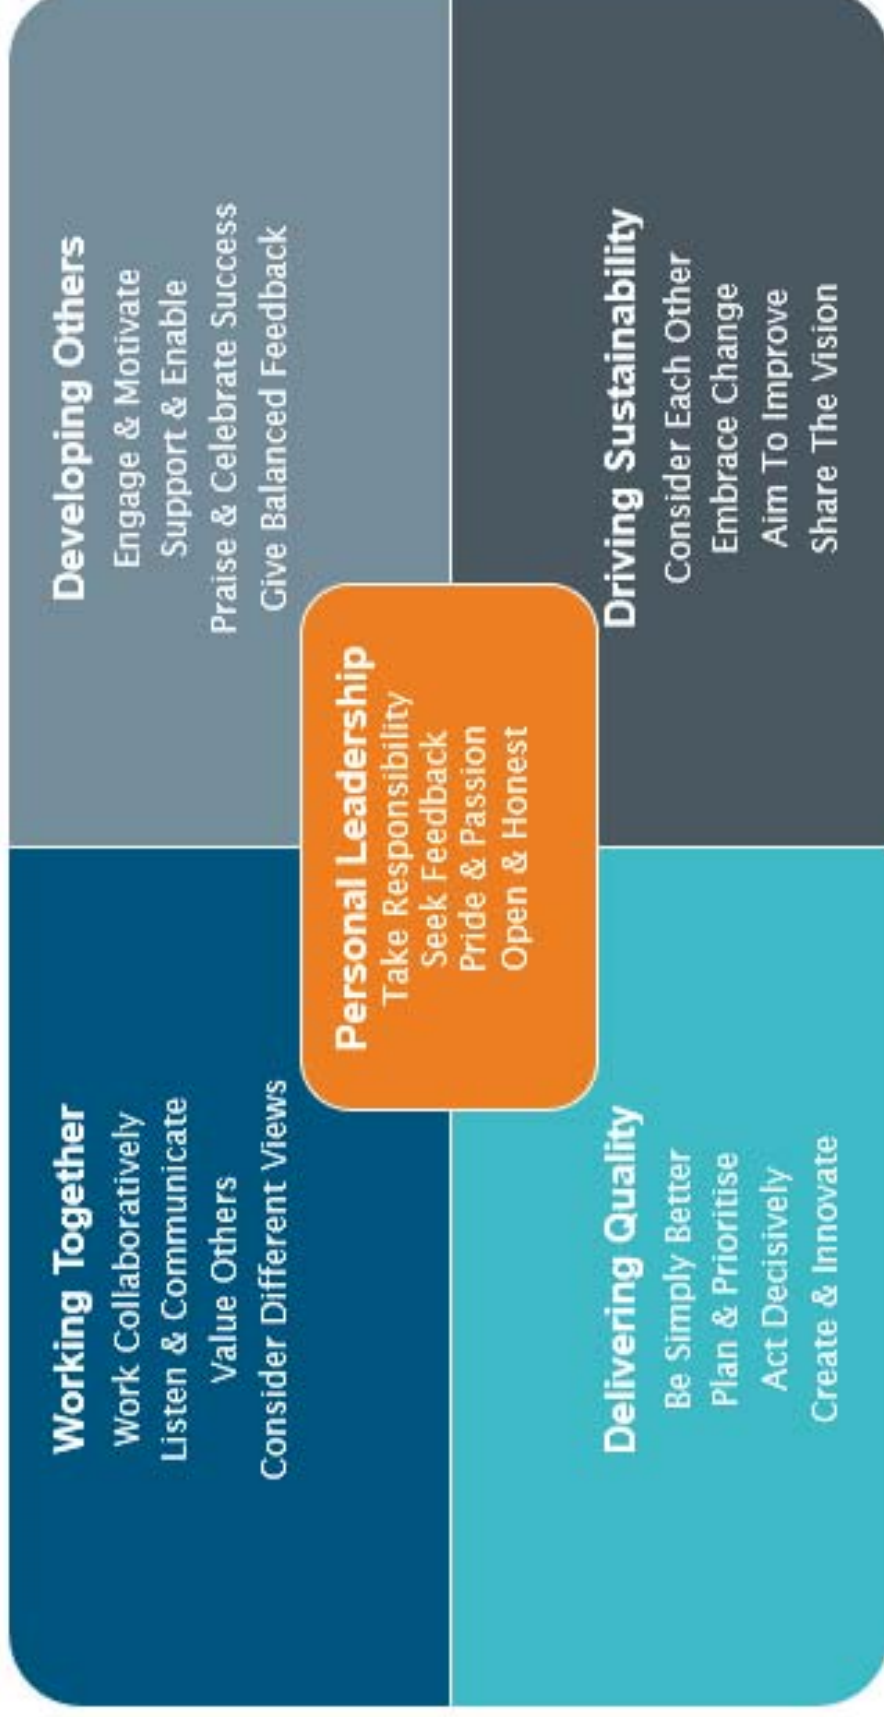 Working Together
Work Collaboratively
Listen & Communicate
Value Others
Consider Different Views
Developing Others
Engage & Motivate
Support & Enable
Praise & Celebrate Success
Give Balanced Feedback
Personal Leadership
Take Responsibility
Seek Feedback
Pride & Passion
Open & Honest
Delivering Quality
Be Simply Better
Plan & Prioritise
Act Decisively
Create & Innovate
Driving Sustainability
Consider Each Other
Embrace Change
Aim To Improve
Share The Vision